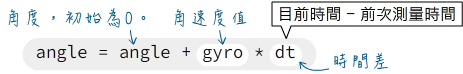 目前時間 – 前次測量時間
角度，初始為0。 角速度值
angle = angle + gyro * dt
時間差